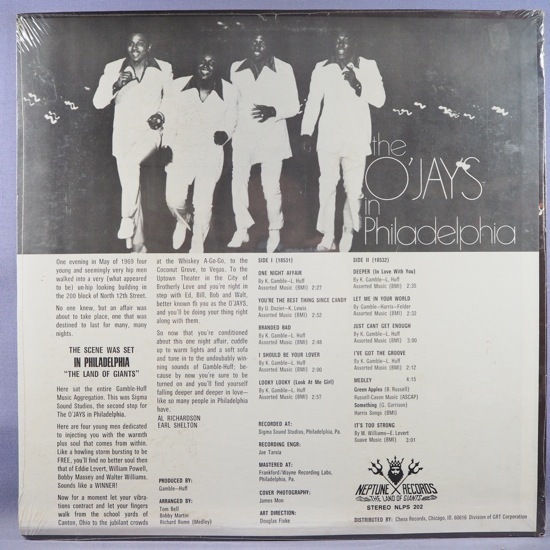 the
O'JAYS
in
Philadelphia
One evening in May of 1969 four
young and seemingly very hip men
walked into a very (what appeared
to be) un-hip looking building in
the 200 block of North 12th Street.
No one knew, but an affair was
about to take place, one that was
destined to last for many, many
nights.
THE SCENE WAS SET
IN PHILADELPHIA
"THE LAND OF GIANTS"
Here sat the entire Gamble-Huff
Music Aggregation. This was Sigma
Sound Studios, the second step for
The O'JAYS in Philadelphia.
Here are four young men dedicated
to injecting you with the warmth
plus soul that comes from within.
Like a howling storm bursting to be
FREE, you'll find no better soul then
that of Eddie Lovert, William Powell,
Bobby Massey and Walter Williams.
Sounds like a WINNER!
Now for a moment let your vibra-
tions contract and let your fingers
walk from the school yards of
Canton, Ohio to the jubilant crowds
at the Whiskey A-Go-Go, to the
Coconut Grove, to Vegas. To the
Uptown Theater in the City of
Brotherly Love and you're right in
step with Ed, Bill, Bob and Walt,
better known to you as the O'JAYS,
and you'll be doing your thing right
along with them.
So now that you're conditioned
about this one night affair, cuddle
up to warm lights and a soft sofa
and tune in to the undoubtably win-
ning sounds of Gamble-Huff; be-
cause by now you're sure to be
turned on and you'll find yourself
falling deeper and deeper in love—
like so many people in Philadelphia
have.
AL RICHARDSON
EARL SHELTON
PRODUCED BY:
Gamble-Huff
ARRANGED BY:
Tom Bell
Bobby Martin
Richard Rome (Medley)
SIDE I (18531)
ONE NIGHT AFFAIR
By K. Gamble-L. Huff
Assorted Music (BMI) 2:27
YOU'RE THE BEST THING SINCE CANDY
By U. Dozier-K. Lewis
Assorted Music (BMI) 2:52
BRANDED BAD
By K. Gamble-L. Huff
Assorted Music (BMI) 2:48
I SHOULD BE YOUR LOVER
By K. Gamble-L. Huff
Assorted Music (BMI) 2:00
LOOKY LOOKY (Look At Me Girl)
By K. Gamble-L. Huff
Assorted Music (BMI) 2:57
RECORDED AT:
Sigma Sound Studios, Philadelphia, Pa.
RECORDING ENGR:
Joe Tarsia
MASTERED AT:
Frankford/Wayne Recording Labs,
Philadelphia, Pa.
COVER PHOTOGRAPHY:
James Mon
ART DIRECTION:
Douglas Fiske
SIDE II (18532)
DEEPER (In Love With You)
By K. Gamble-L. Huff
Assorted Music (BMI) 2:35
LET ME IN YOUR WORLD
By Gamble-Harris-Felder
Assorted Music (BMI) 2:33
JUST CANT GET ENOUGH
By K. Gamble-L. Huff
Assorted Music (BMI) 3:00
I'VE GOT THE GROOVE
By K. Gamble-L. Huff
Assorted Music (BMI) 2:12
MEDLEY 4:15
Green Apples (B. Russell)
Russell-Cason Music (ASCAP)
Something (G. Garrison)
Harris Songs (BMI)
IT'S TOO STRONG
By M. Williams-E. Levert
Suave Music (BMI) 3:01
NEPTUNE RECORDS
"THE LAND OF GIANTS"
STEREO NLPS 202
DISTRIBUTED BY: Chess Records, Chicago, Ill. 60616 Division of GRT Corporation